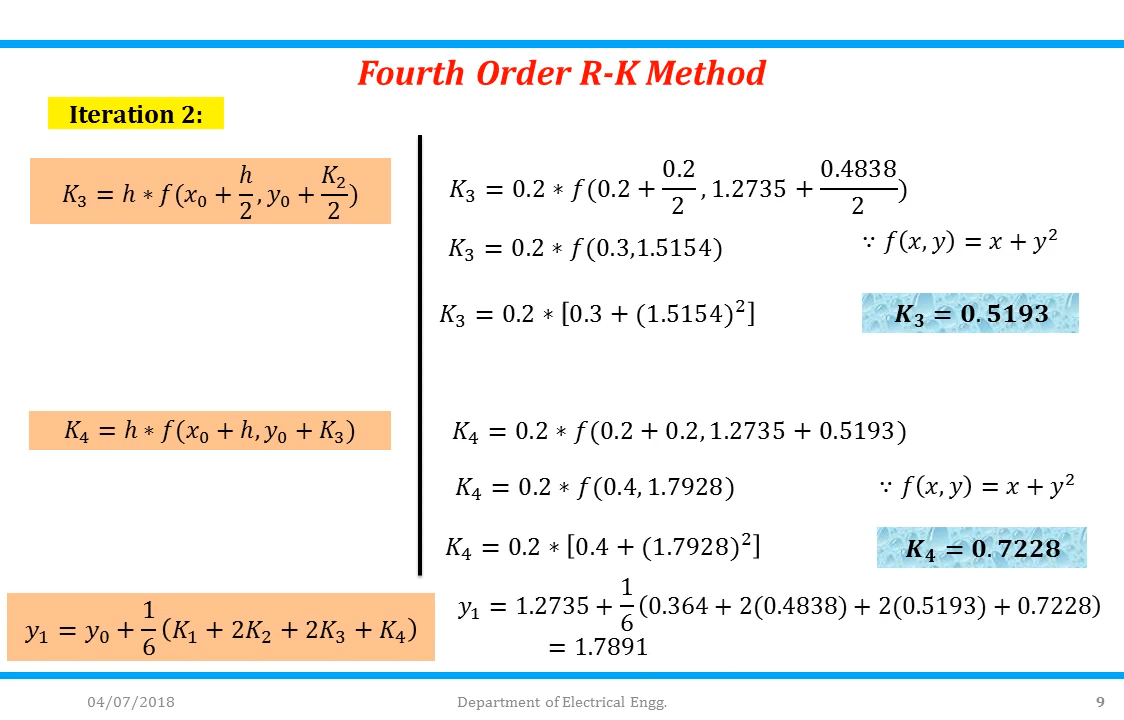 Fourth Order R-K Method
Iteration 2:
K₃ = h ∗ f(x₀ + h/2, y₀ + K₂/2)
K₃ = 0.2 ∗ f(0.2 + 0.2/2, 1.2735 + 0.4838/2)
K₃ = 0.2 ∗ f(0.3,1.5154)
∵ f(x, y) = x + y²
K₃ = 0.2 ∗ [0.3 + (1.5154)²]
K₃ = 0.5193
K₄ = h ∗ f(x₀ + h, y₀ + K₃)
K₄ = 0.2 ∗ f(0.2 + 0.2, 1.2735 + 0.5193)
K₄ = 0.2 ∗ f(0.4, 1.7928)
∵ f(x, y) = x + y²
K₄ = 0.2 ∗ [0.4 + (1.7928)²]
K₄ = 0.7228
y₁ = y₀ + 1/6 (K₁ + 2K₂ + 2K₃ + K₄)
y₁ = 1.2735 + 1/6 (0.364 + 2(0.4838) + 2(0.5193) + 0.7228)
= 1.7891
04/07/2018
Department of Electrical Engg.
9